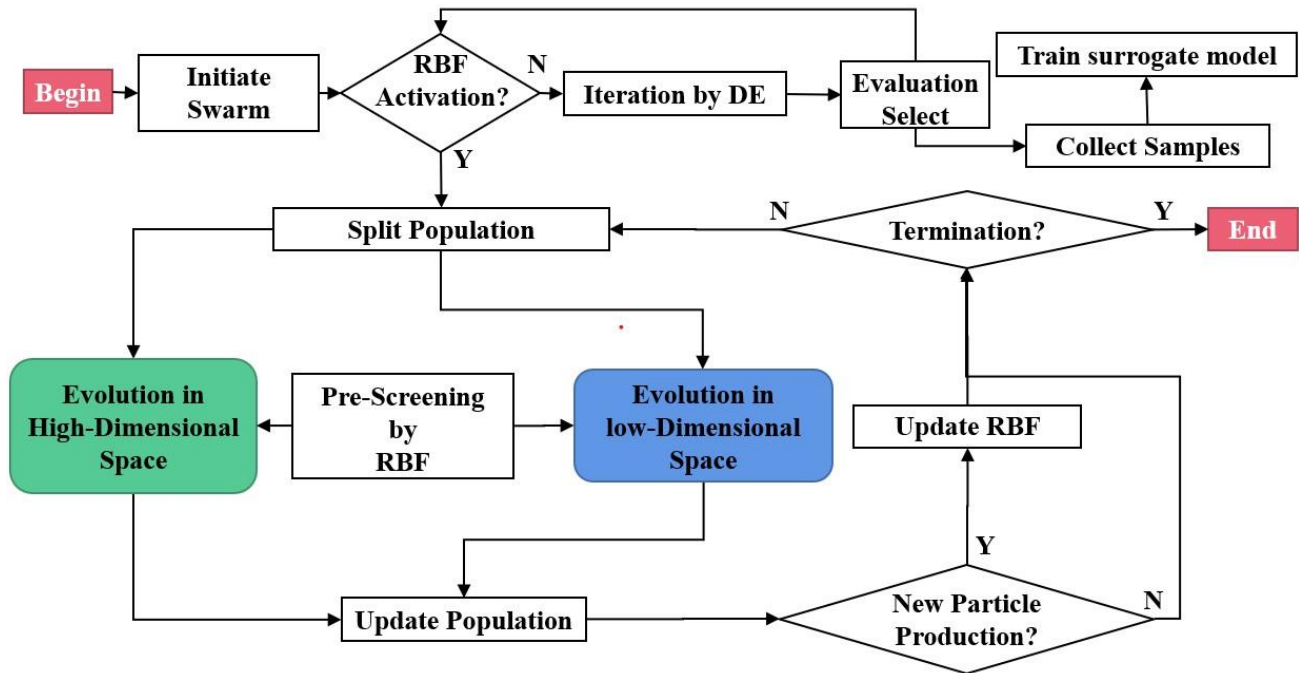 Begin
Initiate
Swarm
RBF
Activation?
N
Iteration by DE
Evaluation
Select
Train surrogate model
Collect Samples
Y
Split Population
N
Termination?
Y
End
Evolution in
High-Dimensional
Space
Pre-Screening
by
RBF
Evolution in
low-Dimensional
Space
Update RBF
Y
Update Population
New Particle
Production?
N